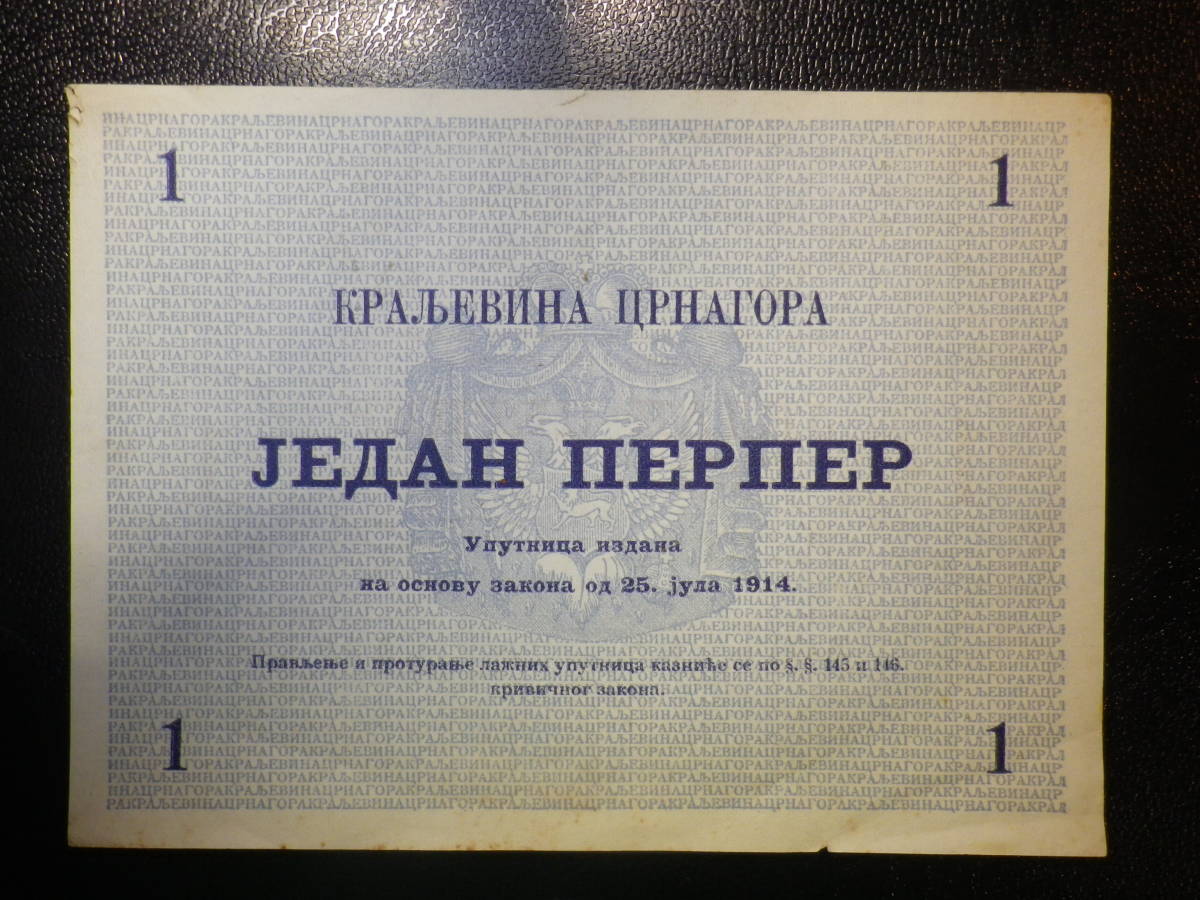 1 1
КРАЉЕВИНА ЦРНАГОРА
ЈЕДАН ПЕРПЕР
Упутница издана
на основу закона од 25. јула 1914.
Прављење и протурање лажних упутница казниће се по §. §. 145 и 146.
кривичног закона.
1 1